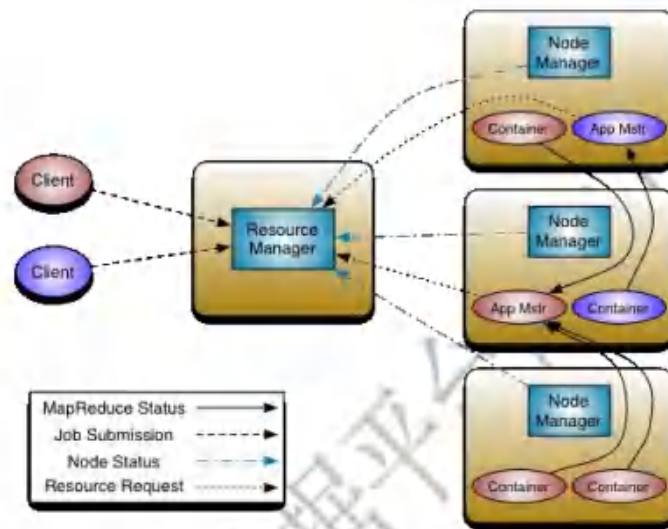 Node
Manager
Container
App Mstr
Client
Client
Resource
Manager
Node
Manager
App Mstr
Container
Node
Manager
Container
Container
MapReduce Status
Job Submission
Node Status
Resource Request